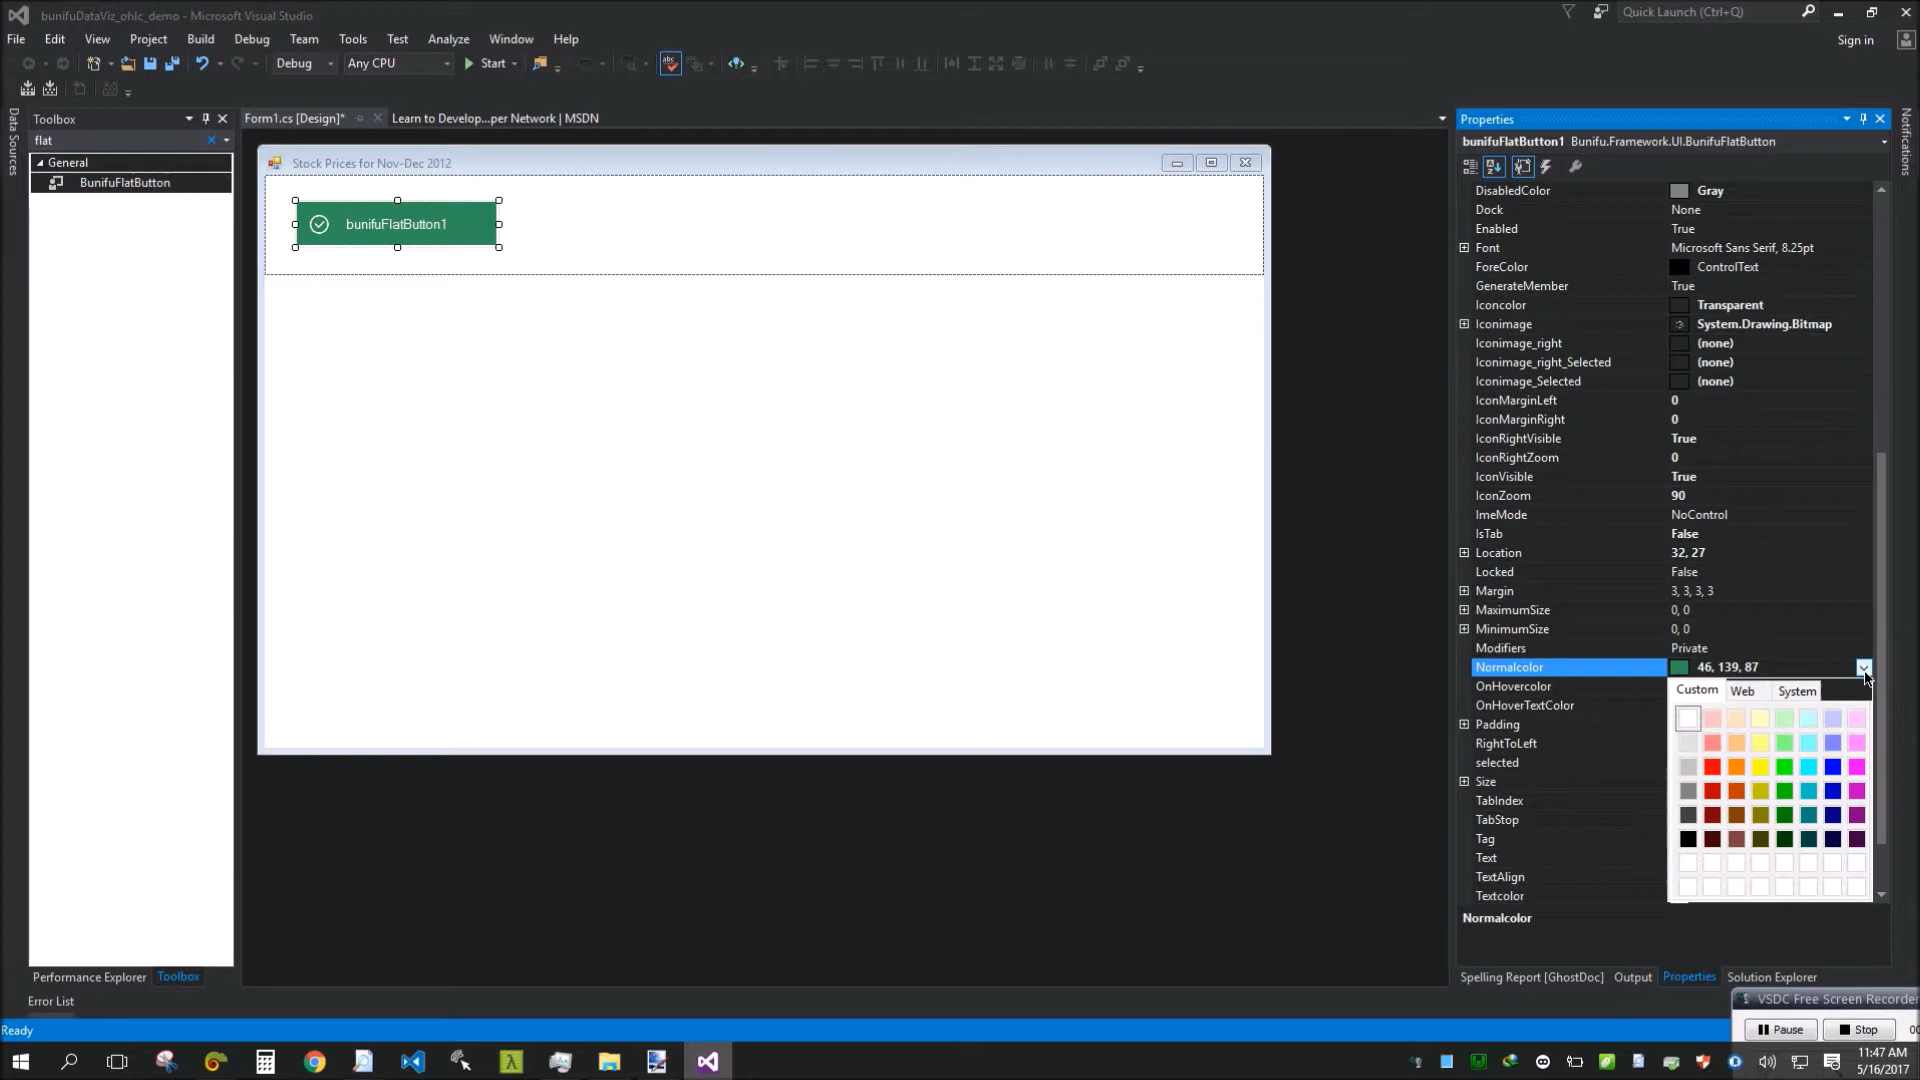 bunifuDataViz_ohlc_demo - Microsoft Visual Studio
Quick Launch (Ctrl+Q)
File Edit View Project Build Debug Team Tools Test Analyze Window Help
Sign in
Debug Any CPU Start
Data Sources
Toolbox
Form1.cs [Design]*
Learn to Develop...per Network | MSDN
Properties
Notifications
flat
General
BunifuFlatButton
Stock Prices for Nov-Dec 2012
bunifuFlatButton1
bunifuFlatButton1 Bunifu.Framework.UI.BunifuFlatButton
DisabledColor Gray
Dock None
Enabled True
Font Microsoft Sans Serif, 8.25pt
ForeColor ControlText
GenerateMember True
Iconcolor Transparent
Iconimage System.Drawing.Bitmap
Iconimage_right (none)
Iconimage_right_Selected (none)
Iconimage_Selected (none)
IconMarginLeft 0
IconMarginRight 0
IconRightVisible True
IconRightZoom 0
IconVisible True
IconZoom 90
ImeMode NoControl
IsTab False
Location 32, 27
Locked False
Margin 3, 3, 3, 3
MaximumSize 0, 0
MinimumSize 0, 0
Modifiers Private
Normalcolor 46, 139, 87
OnHovercolor
OnHoverTextColor
Padding
RightToLeft
selected
Size
TabIndex
TabStop
Tag
Text
TextAlign
Textcolor
Custom Web System
Normalcolor
Performance Explorer Toolbox
Spelling Report [GhostDoc] Output Properties Solution Explorer
Error List
VSDC Free Screen Recorder
Pause Stop 00
Ready
11:47 AM
5/16/2017